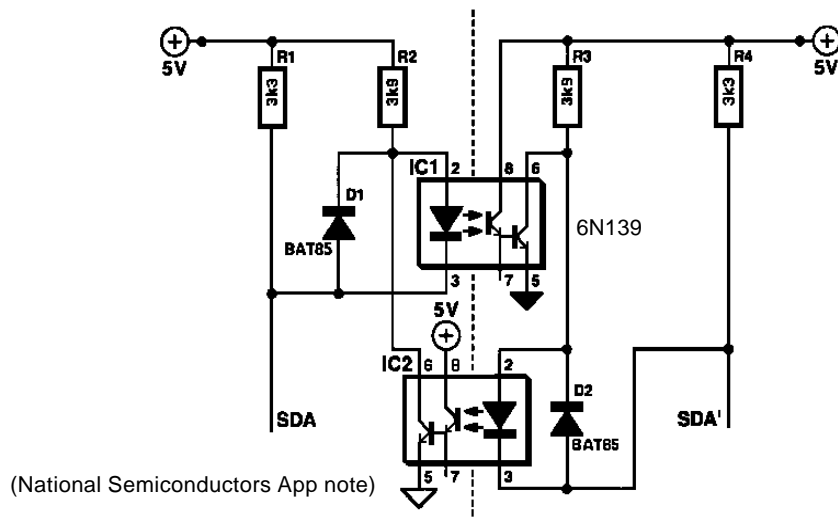 5V
R1
3k3
R2
3k9
R3
3k9
R4
3k3
5V
IC1
2
8
6
D1
BAT85
6N139
3
7
5
5V
IC2
6
8
2
D2
BAT85
SDA
SDA'
5
7
3
(National Semiconductors App note)